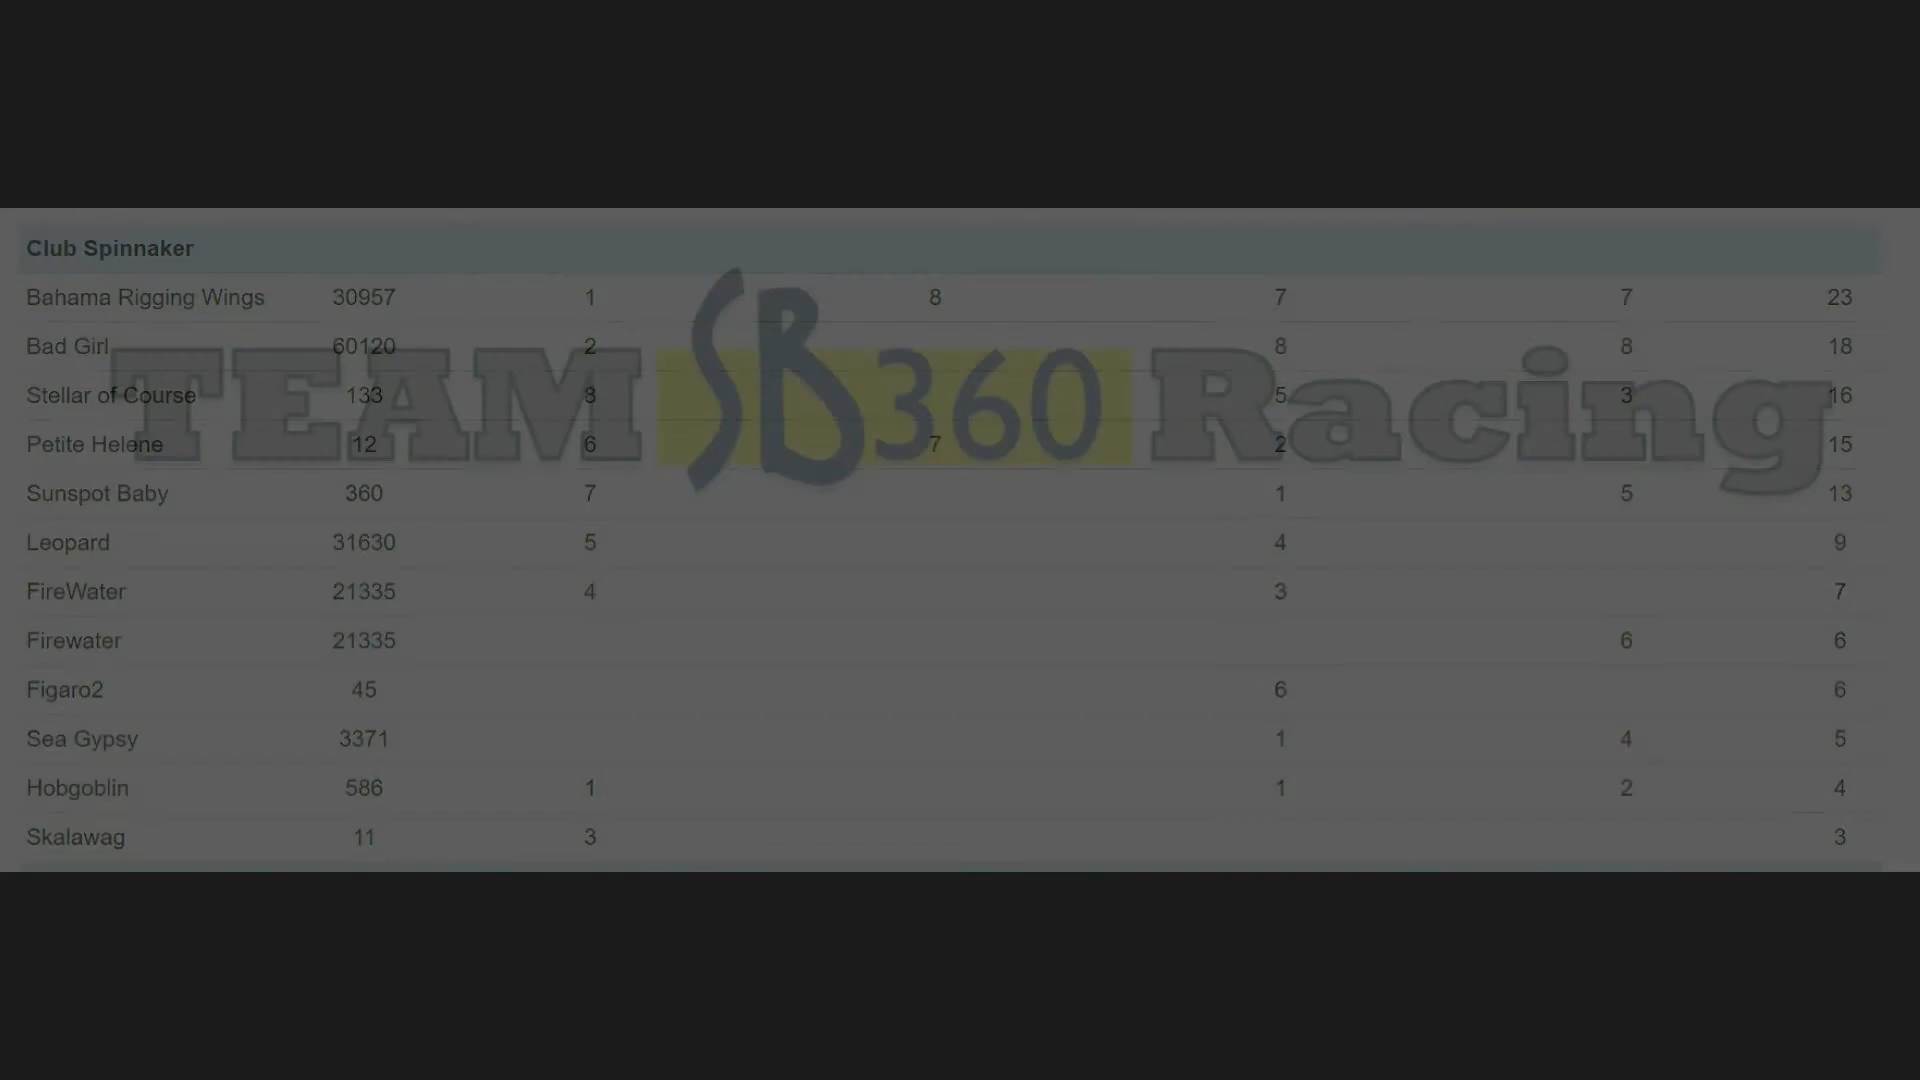 Club Spinnaker
Bahama Rigging Wings 30957 1 8 7 7 23
Bad Girl 60120 2 8 8 18
Stellar of Course 133 8 5 3 16
Petite Helene 12 6 7 2 15
Sunspot Baby 360 7 1 5 13
Leopard 31630 5 4 9
FireWater 21335 4 3 7
Firewater 21335 6 6
Figaro2 45 6 6
Sea Gypsy 3371 1 4 5
Hobgoblin 586 1 1 2 4
Skalawag 11 3 3
TEAM SB360 Racing